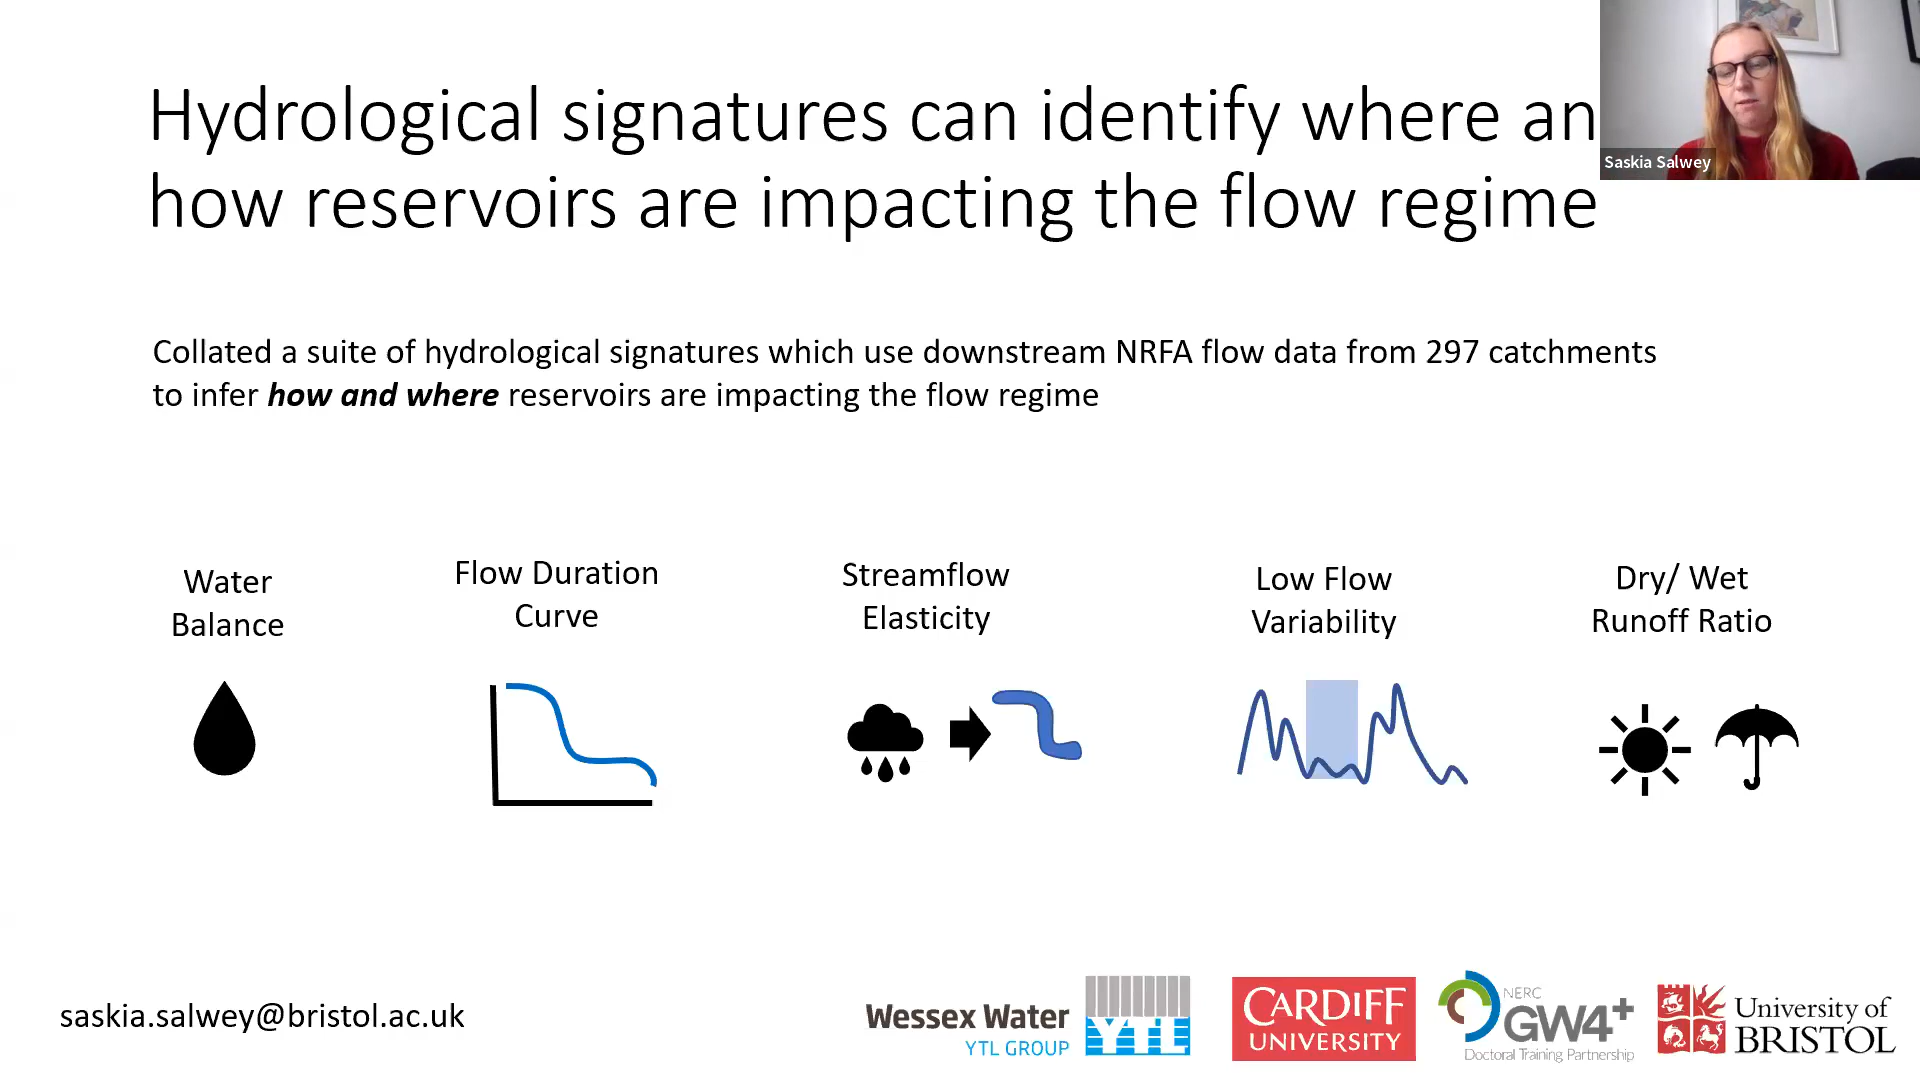 Hydrological signatures can identify where an
how reservoirs are impacting the flow regime
Saskia Salwey
Collated a suite of hydrological signatures which use downstream NRFA flow data from 297 catchments
to infer how and where reservoirs are impacting the flow regime
Water
Balance
Flow Duration
Curve
Streamflow
Elasticity
Low Flow
Variability
Dry/ Wet
Runoff Ratio
saskia.salwey@bristol.ac.uk
Wessex Water
YTL GROUP
YTL
CARDIFF
UNIVERSITY
NERC
GW4+
Doctoral Training Partnership
University of
BRISTOL